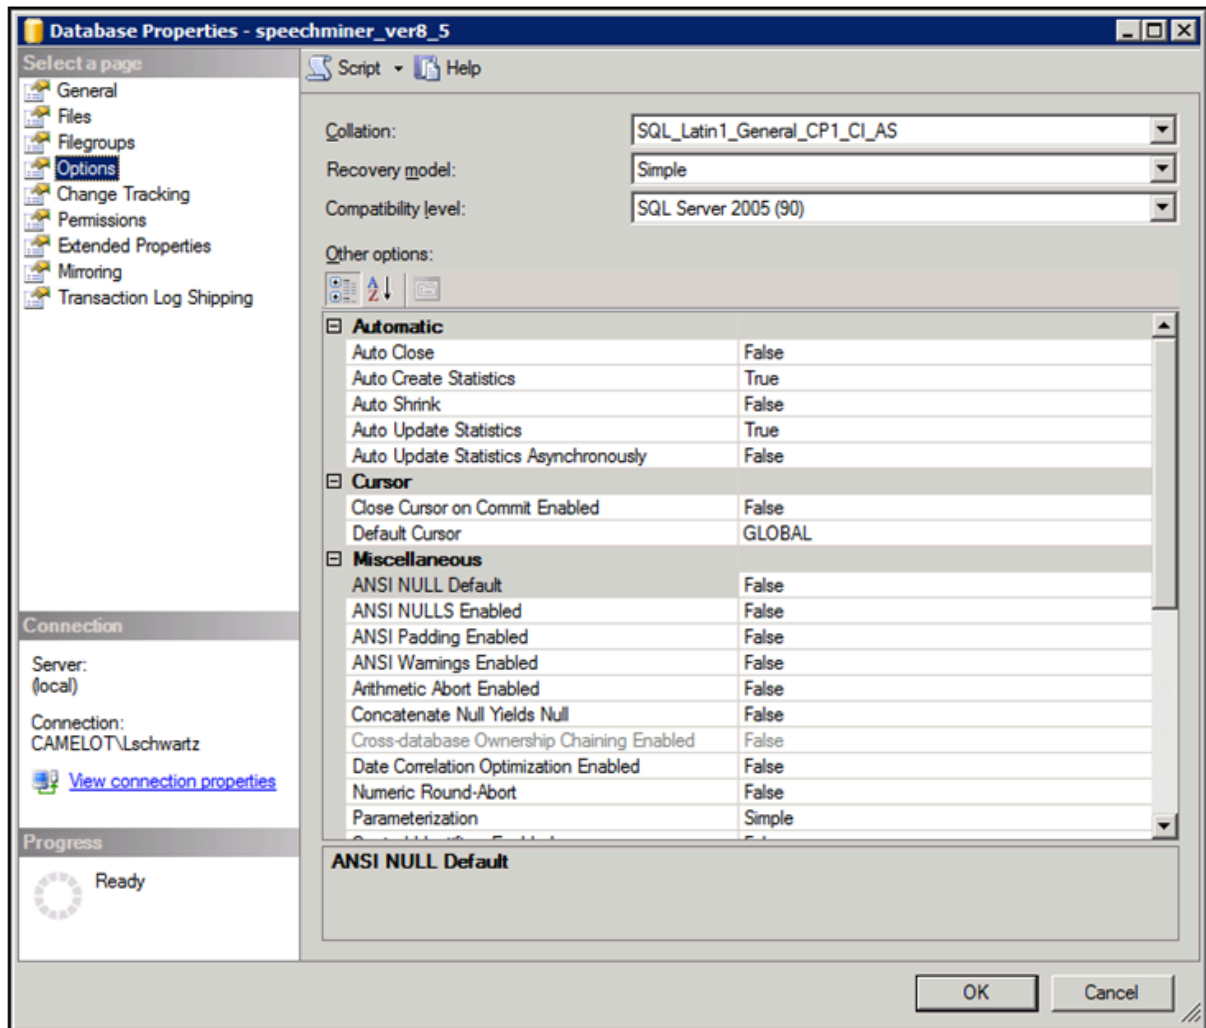 Database Properties - speechminer_ver8_5
Select a page
General
Files
Filegroups
Options
Change Tracking
Permissions
Extended Properties
Mirroring
Transaction Log Shipping
Script Help
Collation: SQL_Latin1_General_CP1_CI_AS
Recovery model: Simple
Compatibility level: SQL Server 2005 (90)
Other options:
Automatic
Auto Close False
Auto Create Statistics True
Auto Shrink False
Auto Update Statistics True
Auto Update Statistics Asynchronously False
Cursor
Close Cursor on Commit Enabled False
Default Cursor GLOBAL
Miscellaneous
ANSI NULL Default False
ANSI NULLS Enabled False
ANSI Padding Enabled False
ANSI Warnings Enabled False
Arithmetic Abort Enabled False
Concatenate Null Yields Null False
Cross-database Ownership Chaining Enabled False
Date Correlation Optimization Enabled False
Numeric Round-Abort False
Parameterization Simple
ANSI NULL Default
Connection
Server:
(local)
Connection:
CAMELOT\Lschwartz
View connection properties
Progress
Ready
OK Cancel